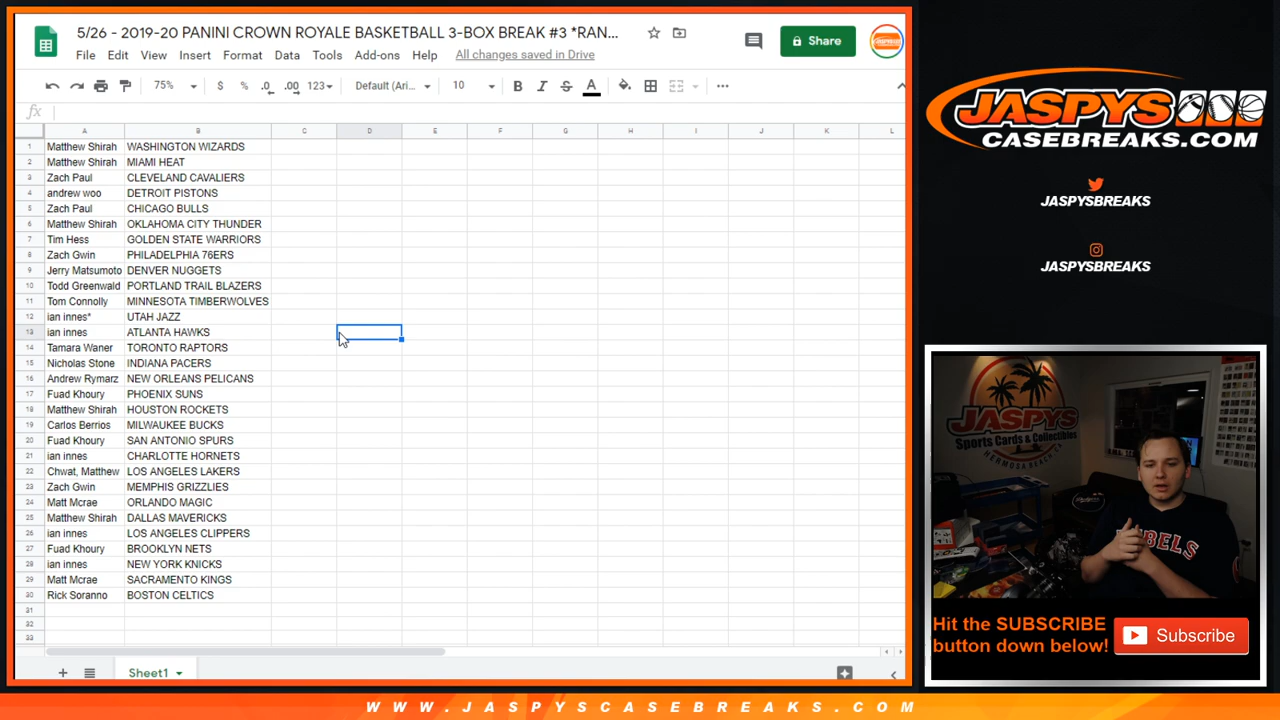 5/26 - 2019-20 PANINI CROWN ROYALE BASKETBALL 3-BOX BREAK #3 *RAN...
File Edit View Insert Format Data Tools Add-ons Help All changes saved in Drive
Share
75% $ % .0 .00 123 Default (Ari... 10 B I S A ...
fx
A B C D E F G H I J K L
1 Matthew Shirah WASHINGTON WIZARDS
2 Matthew Shirah MIAMI HEAT
3 Zach Paul CLEVELAND CAVALIERS
4 andrew woo DETROIT PISTONS
5 Zach Paul CHICAGO BULLS
6 Matthew Shirah OKLAHOMA CITY THUNDER
7 Tim Hess GOLDEN STATE WARRIORS
8 Zach Gwin PHILADELPHIA 76ERS
9 Jerry Matsumoto DENVER NUGGETS
10 Todd Greenwald PORTLAND TRAIL BLAZERS
11 Tom Connolly MINNESOTA TIMBERWOLVES
12 ian innes* UTAH JAZZ
13 ian innes ATLANTA HAWKS
14 Tamara Waner TORONTO RAPTORS
15 Nicholas Stone INDIANA PACERS
16 Andrew Rymarz NEW ORLEANS PELICANS
17 Fuad Khoury PHOENIX SUNS
18 Matthew Shirah HOUSTON ROCKETS
19 Carlos Berrios MILWAUKEE BUCKS
20 Fuad Khoury SAN ANTONIO SPURS
21 ian innes CHARLOTTE HORNETS
22 Chwat, Matthew LOS ANGELES LAKERS
23 Zach Gwin MEMPHIS GRIZZLIES
24 Matt Mcrae ORLANDO MAGIC
25 Matthew Shirah DALLAS MAVERICKS
26 ian innes LOS ANGELES CLIPPERS
27 Fuad Khoury BROOKLYN NETS
28 ian innes NEW YORK KNICKS
29 Matt Mcrae SACRAMENTO KINGS
30 Rick Soranno BOSTON CELTICS
31
32
33
Sheet1
JASPYS
CASEBREAKS.COM
JASPYSBREAKS
JASPYSBREAKS
JASPYS
Sports Cards & Collectibles
HERMOSA BEACH
Hit the SUBSCRIBE
button down below!
Subscribe
WWW.JASPYSCASEBREAKS.COM